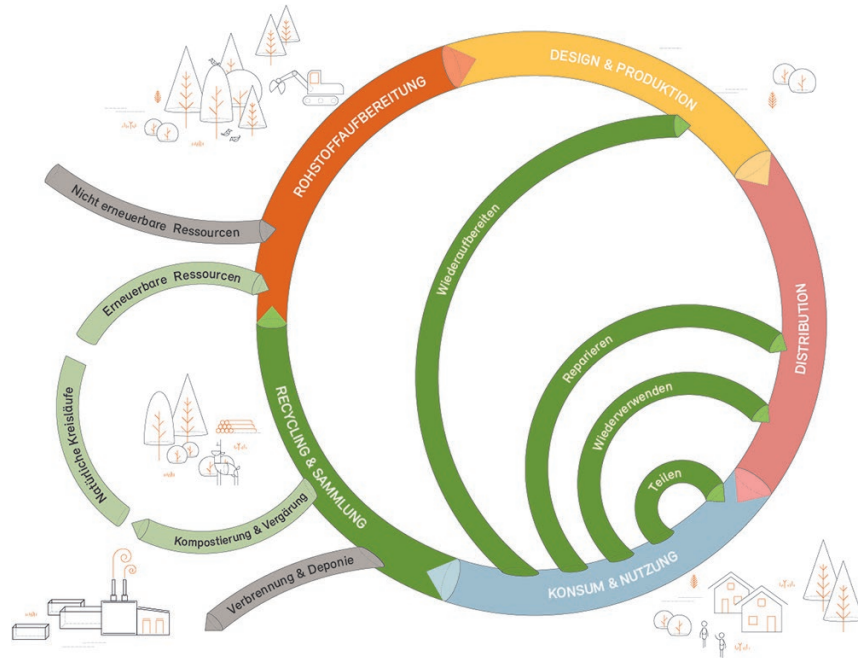 DESIGN & PRODUKTION
ROHSTOFFAUFBEREITUNG
Nicht erneuerbare Ressourcen
Erneuerbare Ressourcen
Wiederaufbereiten
DISTRIBUTION
Reparieren
Wiederverwenden
Teilen
Natürliche Kreisläufe
RECYCLING & SAMMLUNG
Kompostierung & Vergärung
Verbrennung & Deponie
KONSUM & NUTZUNG